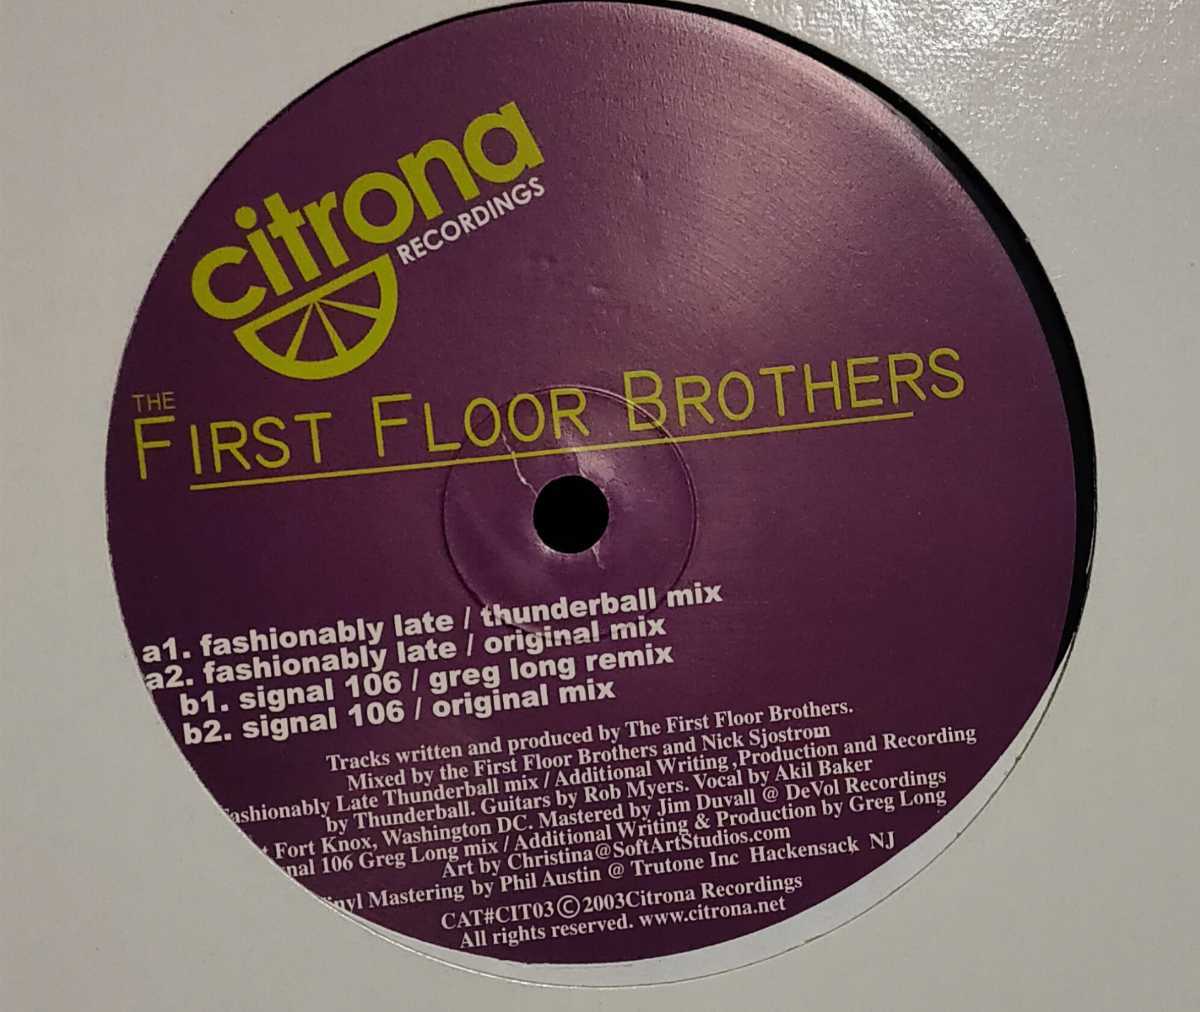 citrona
RECORDINGS
THE
FIRST FLOOR BROTHERS
a1. fashionably late / thunderball mix
a2. fashionably late / original mix
b1. signal 106 / greg long remix
b2. signal 106 / original mix
Tracks written and produced by The First Floor Brothers.
Mixed by the First Floor Brothers and Nick Sjostrom
ashionably Late Thunderball mix / Additional Writing ,Production and Recording
by Thunderball. Guitars by Rob Myers. Vocal by Akil Baker
t Fort Knox, Washington DC. Mastered by Jim Duvall @ DeVol Recordings
nal 106 Greg Long mix / Additional Writing & Production by Greg Long
Art by Christina@SoftArtStudios.com
inyl Mastering by Phil Austin @ Trutone Inc Hackensack NJ
CAT#CIT03©2003Citrona Recordings
All rights reserved. www.citrona.net